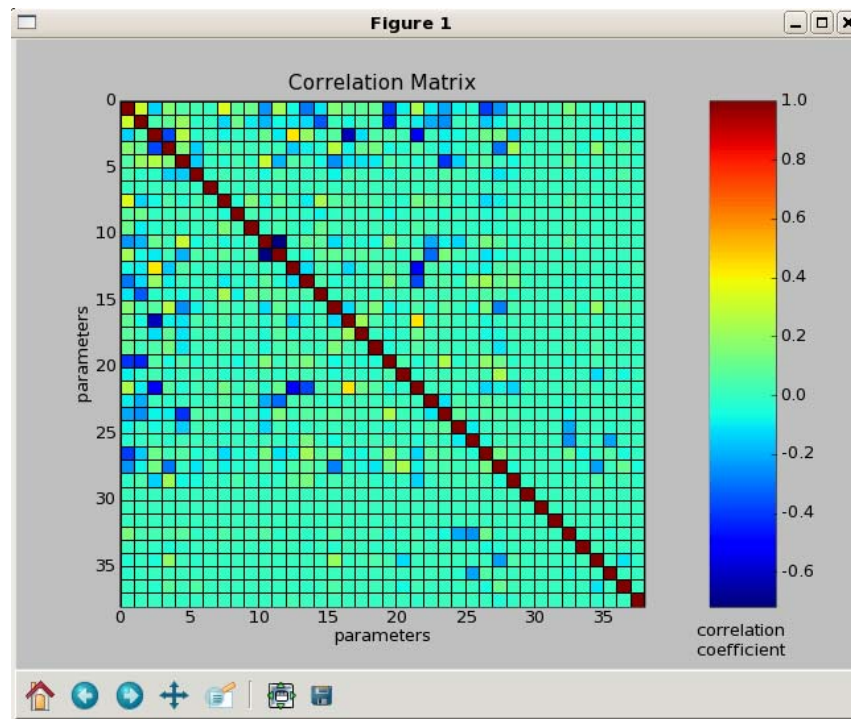 Figure 1
Correlation Matrix
0
5
10
15
20
25
30
35
parameters
0 5 10 15 20 25 30 35
parameters
1.0
0.8
0.6
0.4
0.2
0.0
-0.2
-0.4
-0.6
correlation
coefficient